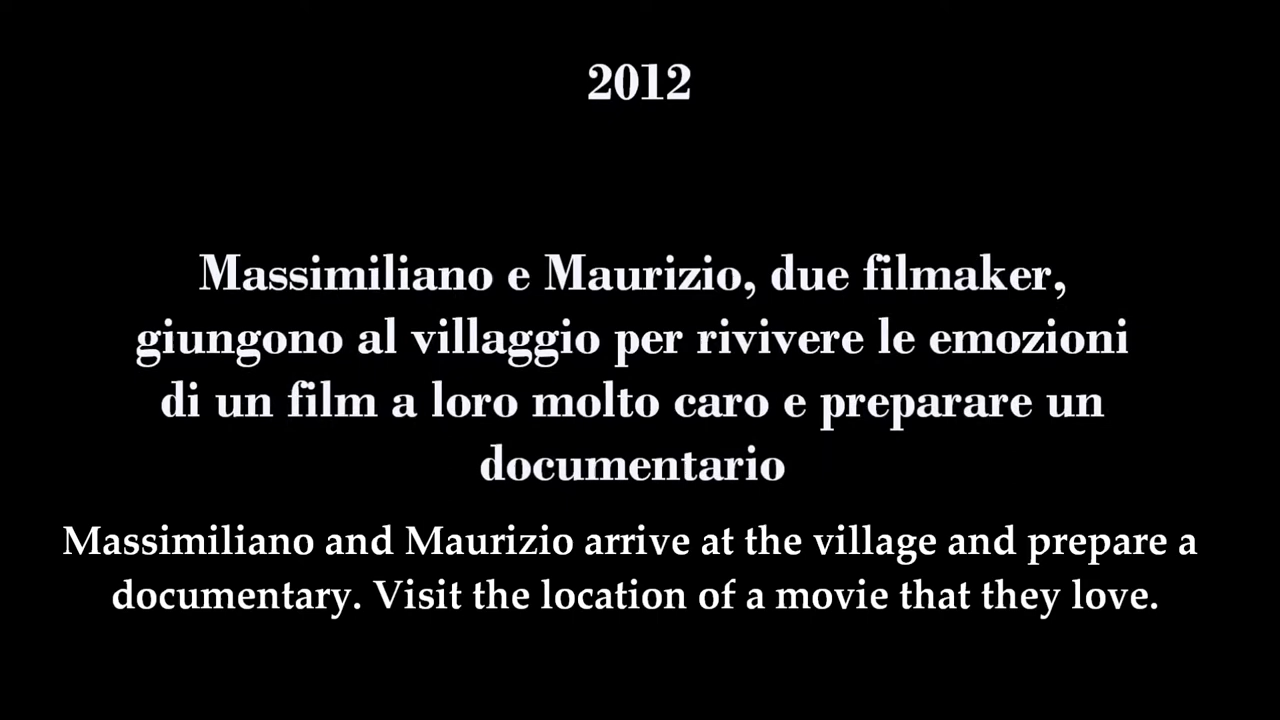 2012
Massimiliano e Maurizio, due filmaker,
giungono al villaggio per rivivere le emozioni
di un film a loro molto caro e preparare un
documentario
Massimiliano and Maurizio arrive at the village and prepare a
documentary. Visit the location of a movie that they love.